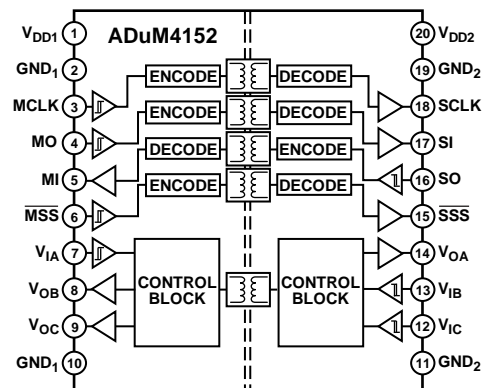 ADuM4152
VDD1 1
20 VDD2
GND1 2
19 GND2
MCLK 3
ENCODE
DECODE
18 SCLK
MO 4
ENCODE
DECODE
17 SI
MI 5
DECODE
ENCODE
16 SO
MSS 6
ENCODE
DECODE
15 SSS
VIA 7
14 VOA
VOB 8
CONTROL
BLOCK
CONTROL
BLOCK
13 VIB
VOC 9
12 VIC
GND1 10
11 GND2